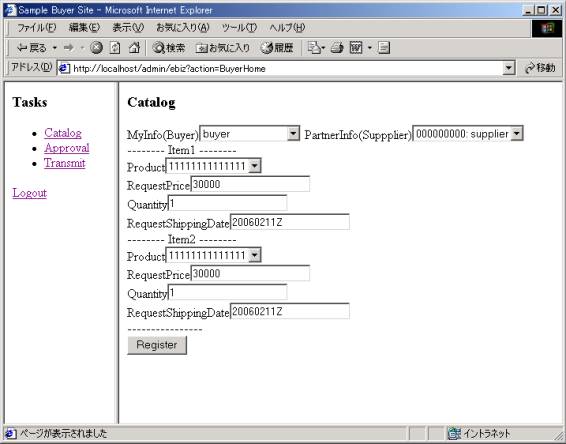 Sample Buyer Site - Microsoft Internet Explorer
ファイル(F) 編集(E) 表示(V) お気に入り(A) ツール(T) ヘルプ(H)
戻る 検索 お気に入り 履歴
アドレス(D) http://localhost/admin/ebiz?action=BuyerHome 移動
Tasks
Catalog
Approval
Transmit
Logout
Catalog
MyInfo(Buyer) buyer PartnerInfo(Suppplier) 000000000: supplier
-------- Item1 --------
Product 11111111111111
RequestPrice 30000
Quantity 1
RequestShippingDate 20060211Z
-------- Item2 --------
Product 11111111111111
RequestPrice 30000
Quantity 1
RequestShippingDate 20060211Z
---------------
Register
ページが表示されました イントラネット